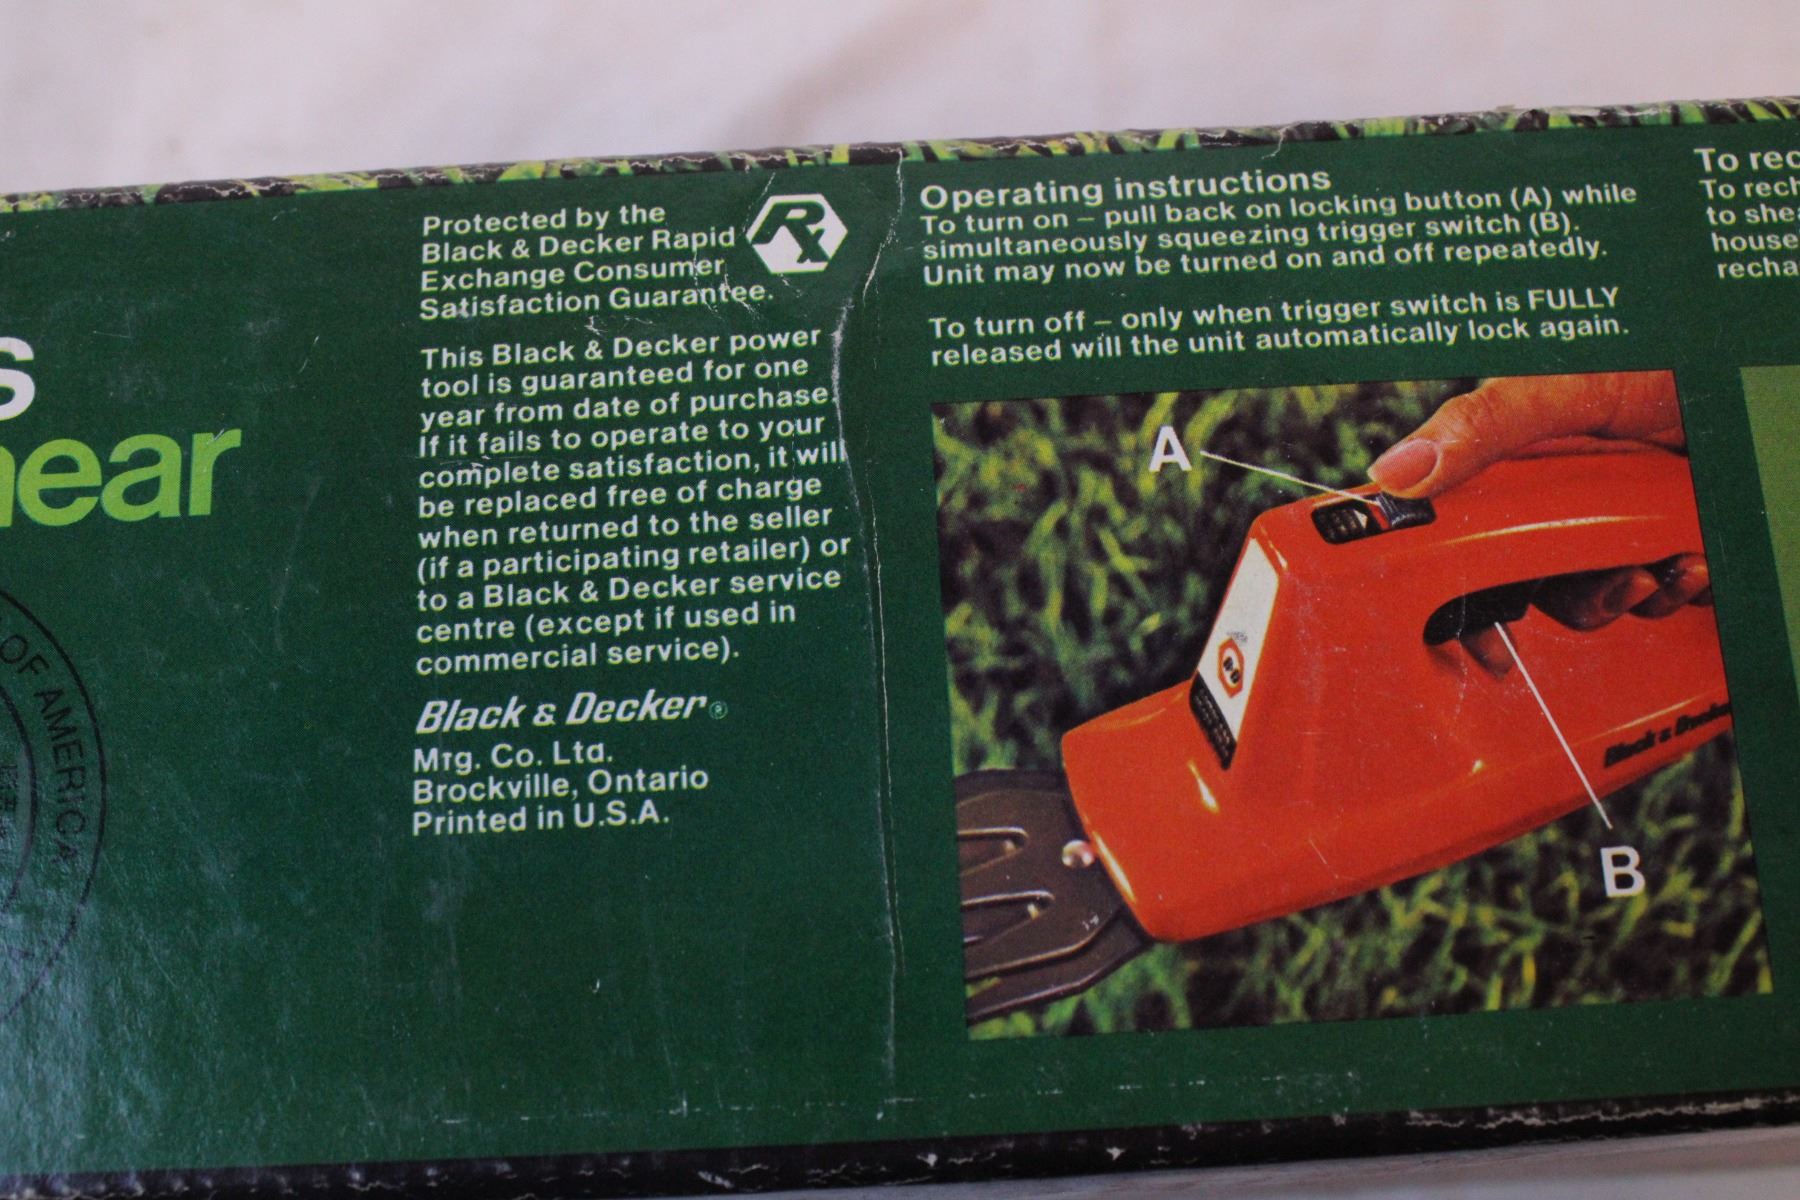 s
near
OF AMERICA
Protected by the
Black & Decker Rapid
Exchange Consumer
Satisfaction Guarantee.
Rx
This Black & Decker power
tool is guaranteed for one
year from date of purchase.
If it fails to operate to your
complete satisfaction, it will
be replaced free of charge
when returned to the seller
(if a participating retailer) or
to a Black & Decker service
centre (except if used in
commercial service).
Black & Decker®
Mfg. Co. Ltd.
Brockville, Ontario
Printed in U.S.A.
Operating instructions
To turn on – pull back on locking button (A) while
simultaneously squeezing trigger switch (B).
Unit may now be turned on and off repeatedly.
To turn off – only when trigger switch is FULLY
released will the unit automatically lock again.
A
B&D
Black & Decker
B
To rec
To rech
to shea
house
recha